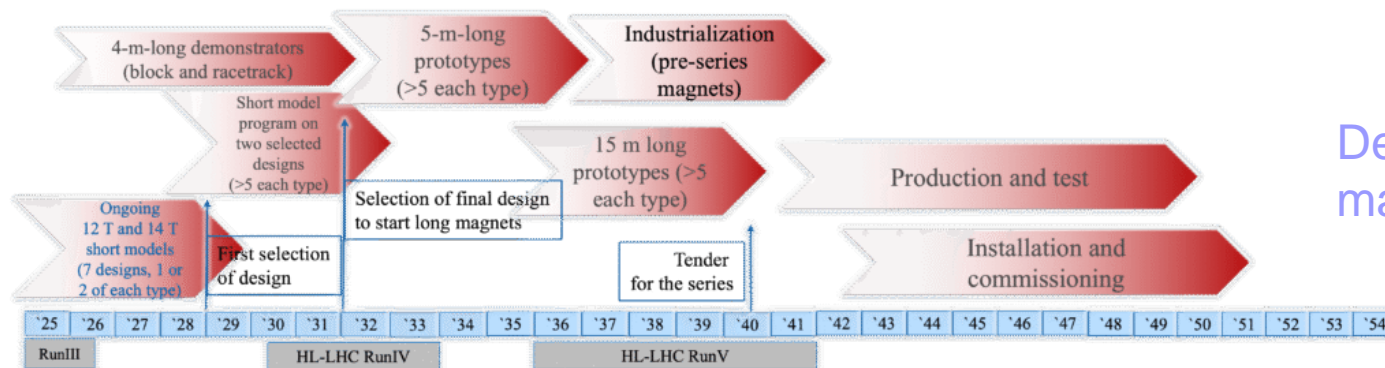 4-m-long demonstrators
(block and racetrack)
5-m-long
prototypes
(>5 each type)
Industrialization
(pre-series
magnets)
Short model
program on
two selected
designs
(>5 each type)
15 m long
prototypes (>5
each type)
Production and test
De
ma
Selection of final design
to start long magnets
Ongoing
12 T and 14 T
short models
(7 designs, 1 or
2 of each type)
First selection
of design
Tender
for the series
Installation and
commissioning
`25 `26 `27 `28 `29 `30 `31 `32 `33 `34 `35 `36 `37 `38 `39 `40 `41 `42 `43 `44 `45 `46 `47 `48 `49 `50 `51 `52 `53 `54
RunIII HL-LHC RunIV HL-LHC RunV